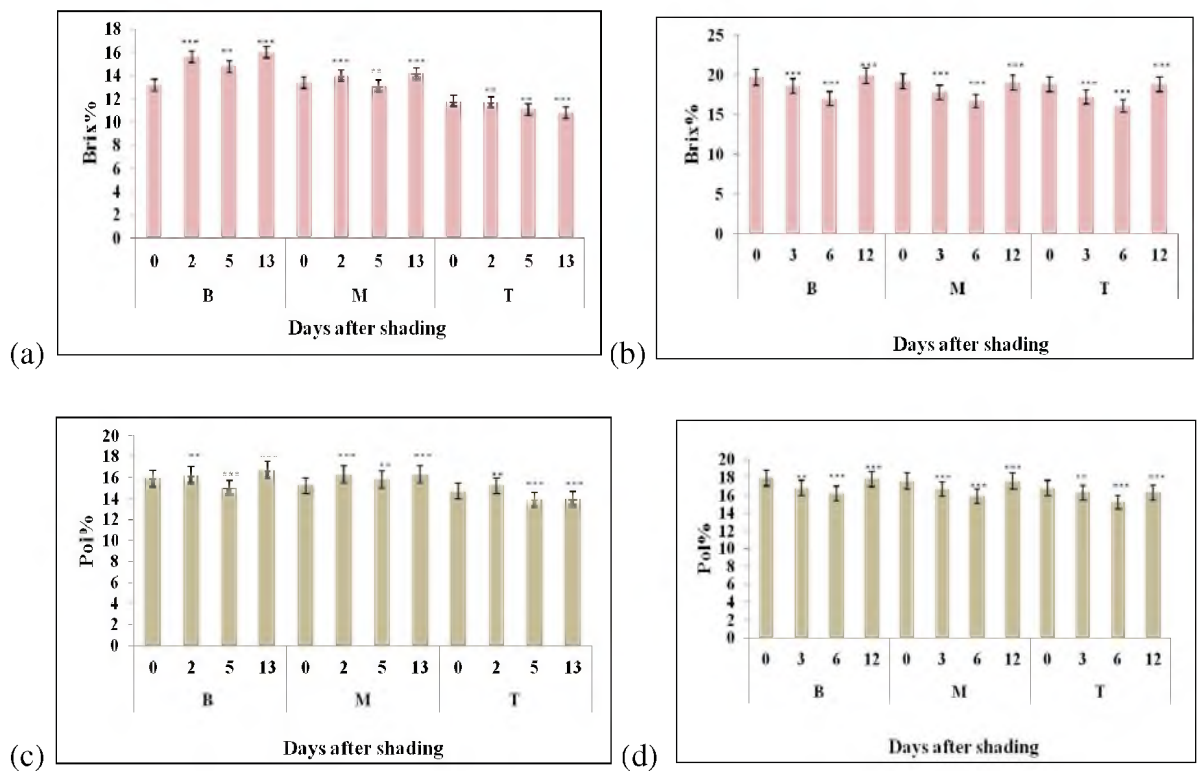 18
16
14
12
10
8
6
4
2
0
Brix%
*** ** *** *** ** *** ** ** ***
0 2 5 13 0 2 5 13 0 2 5 13
B M T
Days after shading
(a)
25
20
15
10
5
0
Brix%
*** *** *** *** *** *** *** *** ***
0 3 6 12 0 3 6 12 0 3 6 12
B M T
Days after shading
(b)
20
18
16
14
12
10
8
6
4
2
0
Pol%
** *** *** *** ** *** ** *** ***
0 2 5 13 0 2 5 13 0 2 5 13
B M T
Days after shading
(c)
20
18
16
14
12
10
8
6
4
2
0
Pol%
** *** *** *** *** *** ** *** ***
0 3 6 12 0 3 6 12 0 3 6 12
B M T
Days after shading
(d)